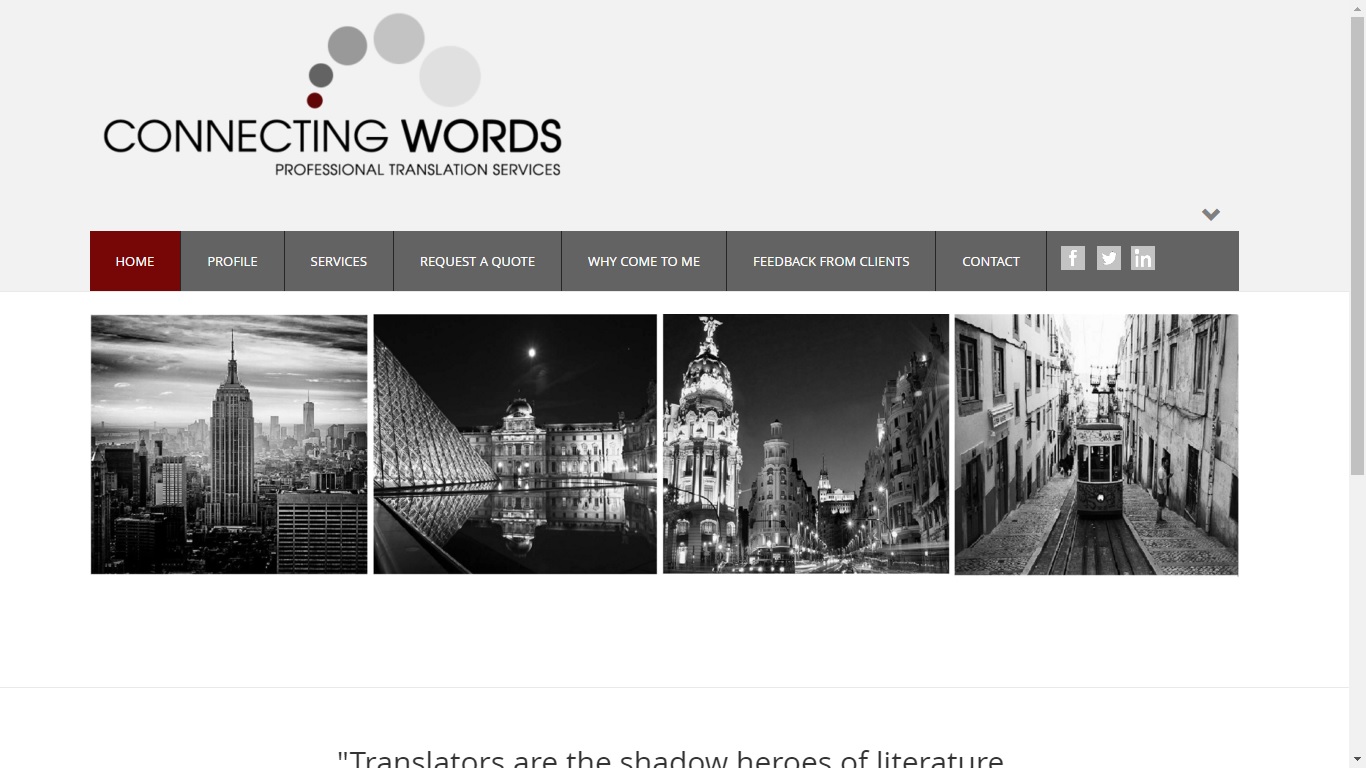 CONNECTING WORDS
PROFESSIONAL TRANSLATION SERVICES
HOME
PROFILE
SERVICES
REQUEST A QUOTE
WHY COME TO ME
FEEDBACK FROM CLIENTS
CONTACT
f
in
"Translators are the shadow heroes of literature